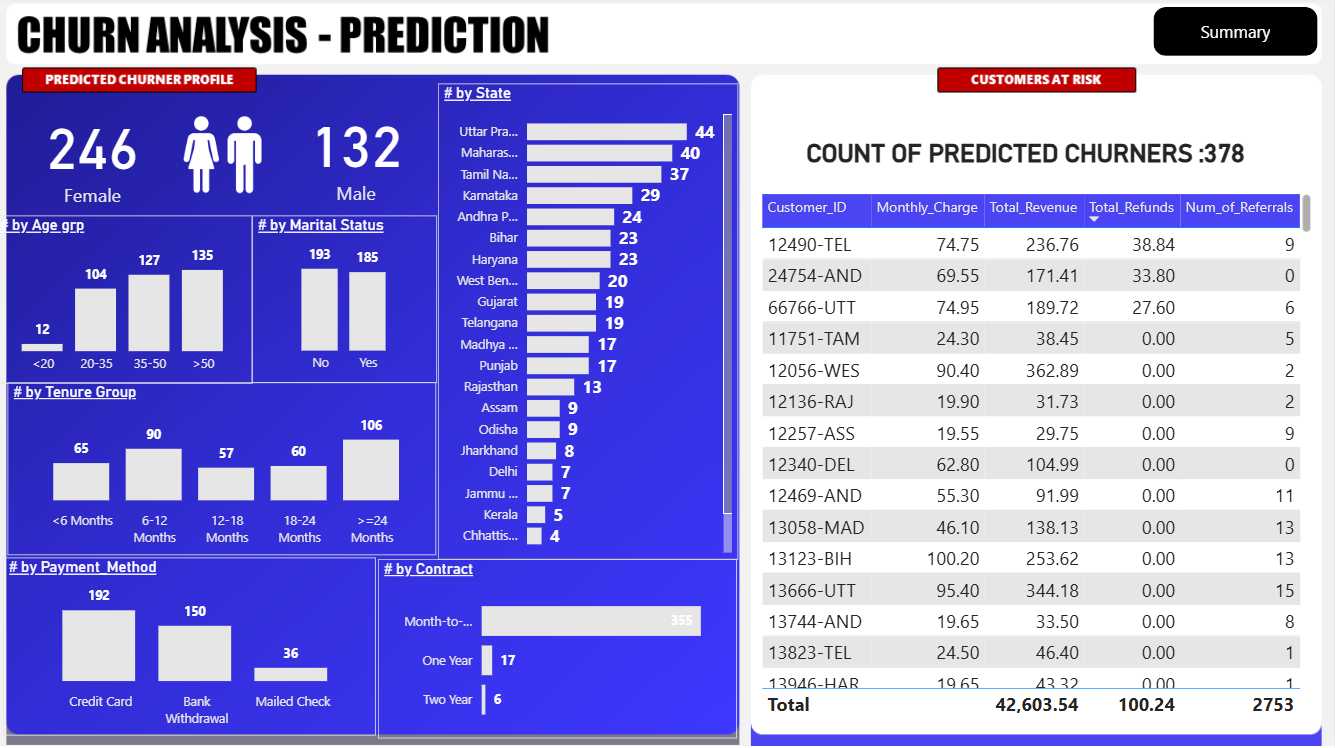 CHURN ANALYSIS - PREDICTION
Summary
PREDICTED CHURNER PROFILE
246
Female
132
Male
# by Age grp
12
104
127
135
<20
20-35
35-50
>50
# by Marital Status
193
185
No
Yes
# by Tenure Group
65
90
57
60
106
<6 Months
6-12 Months
12-18 Months
18-24 Months
>=24 Months
# by Payment_Method
192
150
36
Credit Card
Bank Withdrawal
Mailed Check
# by State
Uttar Pra... 44
Maharas... 40
Tamil Na... 37
Karnataka 29
Andhra P... 24
Bihar 23
Haryana 23
West Ben... 20
Gujarat 19
Telangana 19
Madhya ... 17
Punjab 17
Rajasthan 13
Assam 9
Odisha 9
Jharkhand 8
Delhi 7
Jammu ... 7
Kerala 5
Chhattis... 4
# by Contract
Month-to-... 355
One Year 17
Two Year 6
CUSTOMERS AT RISK
COUNT OF PREDICTED CHURNERS :378
Customer_ID Monthly_Charge Total_Revenue Total_Refunds Num_of_Referrals
12490-TEL 74.75 236.76 38.84 9
24754-AND 69.55 171.41 33.80 0
66766-UTT 74.95 189.72 27.60 6
11751-TAM 24.30 38.45 0.00 5
12056-WES 90.40 362.89 0.00 2
12136-RAJ 19.90 31.73 0.00 2
12257-ASS 19.55 29.75 0.00 9
12340-DEL 62.80 104.99 0.00 0
12469-AND 55.30 91.99 0.00 11
13058-MAD 46.10 138.13 0.00 13
13123-BIH 100.20 253.62 0.00 13
13666-UTT 95.40 344.18 0.00 15
13744-AND 19.65 33.50 0.00 8
13823-TEL 24.50 46.40 0.00 1
13946-HAR 19.65 43.32 0.00 1
Total 42,603.54 100.24 2753